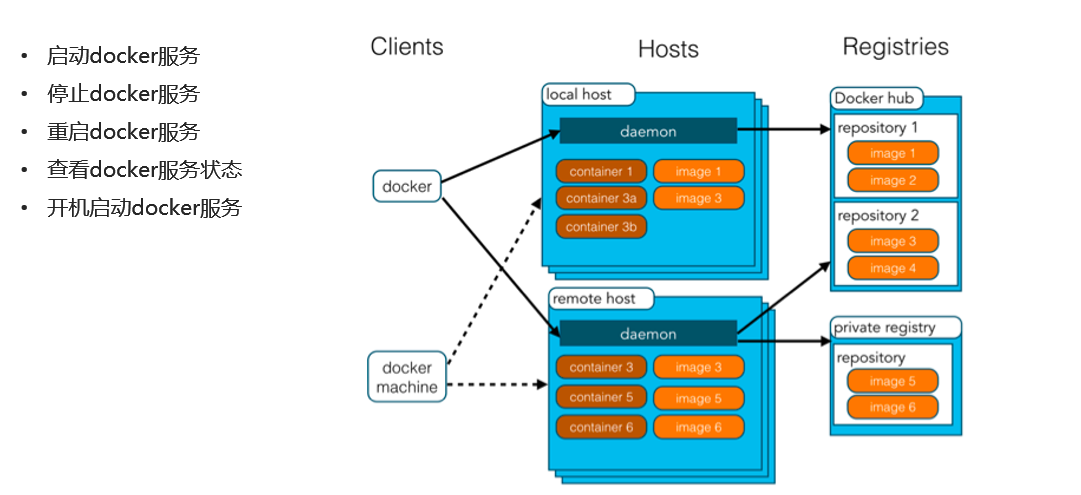 • 启动docker服务
• 停止docker服务
• 重启docker服务
• 查看docker服务状态
• 开机启动docker服务
Clients
Hosts
Registries
docker
docker
machine
local host
daemon
container 1
image 1
container 3a
image 3
container 3b
remote host
daemon
container 3
image 3
container 5
image 5
container 6
image 6
Docker hub
repository 1
image 1
image 2
repository 2
image 3
image 4
private registry
repository
image 5
image 6